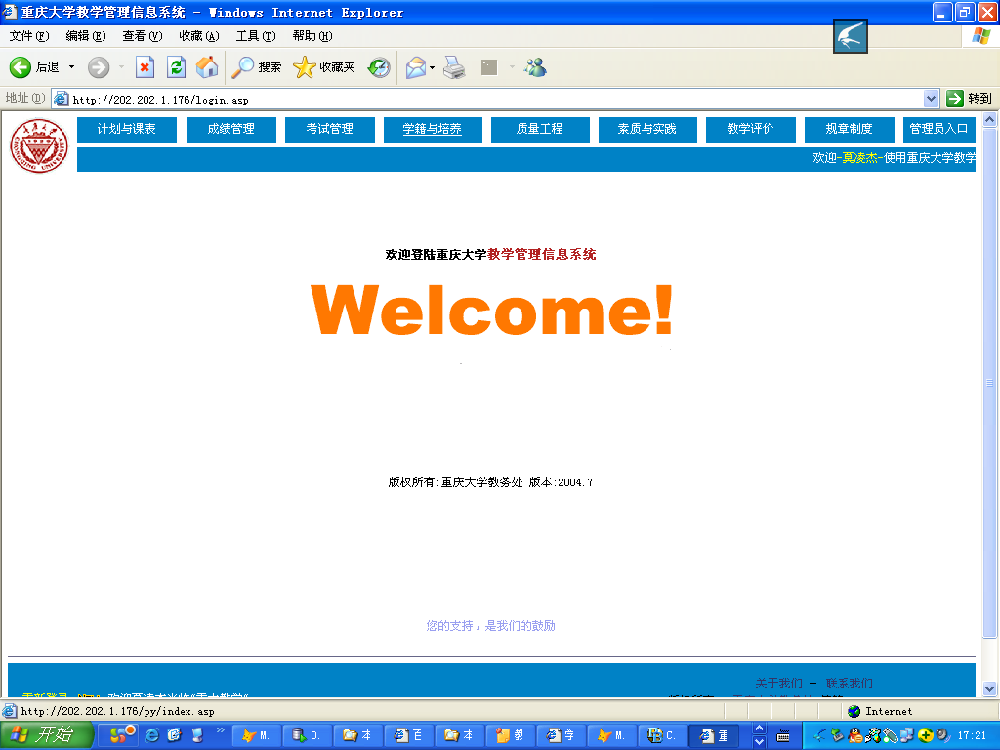 重庆大学教学管理信息系统 - Windows Internet Explorer
文件(F) 编辑(E) 查看(V) 收藏(A) 工具(T) 帮助(H)
后退 搜索 收藏夹
地址(D) http://202.202.1.176/login.asp 转到
计划与课表 成绩管理 考试管理 学籍与培养 质量工程 素质与实践 教学评价 规章制度 管理员入口
欢迎-莫凌杰-使用重庆大学教学
欢迎登陆重庆大学教学管理信息系统
Welcome!
版权所有:重庆大学教务处 版本:2004.7
您的支持，是我们的鼓励
关于我们 - 联系我们
http://202.202.1.176/py/index.asp Internet
开始 M. O. 本 本 教 学 M. C. 重 17:21